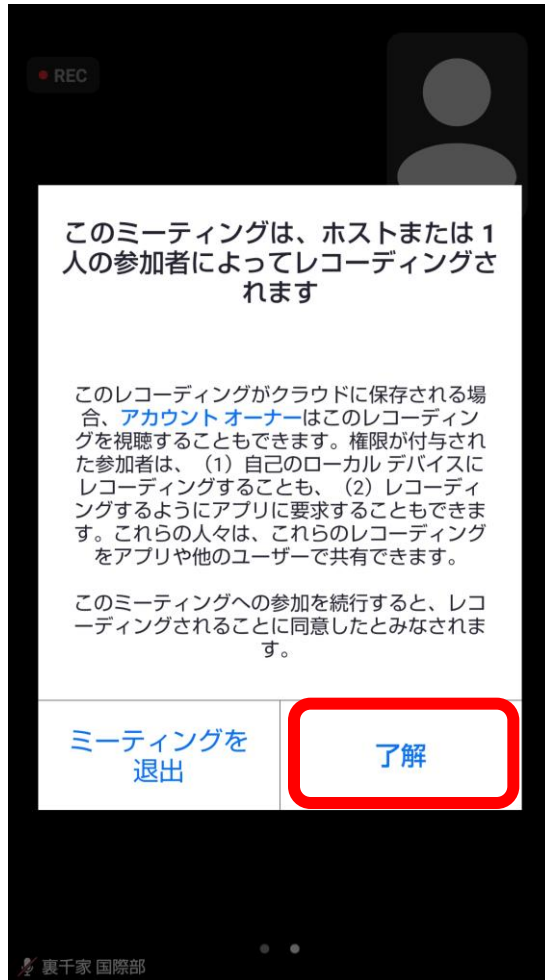 REC
このミーティングは、ホストまたは 1
人の参加者によってレコーディングさ
れます
このレコーディングがクラウドに保存される場
合、アカウント オーナーはこのレコーディン
グを視聴することもできます。権限が付与され
た参加者は、（1）自己のローカル デバイスに
レコーディングすることも、（2）レコーディ
ングするようにアプリに要求することもできま
す。これらの人々は、これらのレコーディング
をアプリや他のユーザーで共有できます。
このミーティングへの参加を続行すると、レコ
ーディングされることに同意したとみなされま
す。
ミーティングを
退出
了解
裏千家 国際部